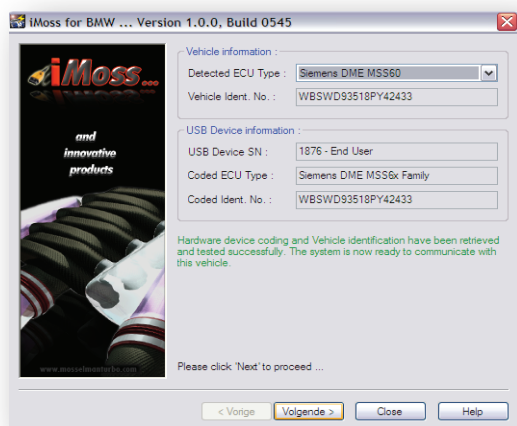 iMoss for BMW ... Version 1.0.0, Build 0545
iMoss...
and
innovative
products
www.mosselmanturbo.com
Vehicle information :
Detected ECU Type : Siemens DME MSS60
Vehicle Ident. No. : WBSWD93518PY42433
USB Device information :
USB Device SN : 1876 - End User
Coded ECU Type : Siemens DME MSS6x Family
Coded Ident. No. : WBSWD93518PY42433
Hardware device coding and Vehicle identification have been retrieved
and tested successfully. The system is now ready to communicate with
this vehicle.
Please click 'Next' to proceed ...
< Vorige
Volgende >
Close
Help